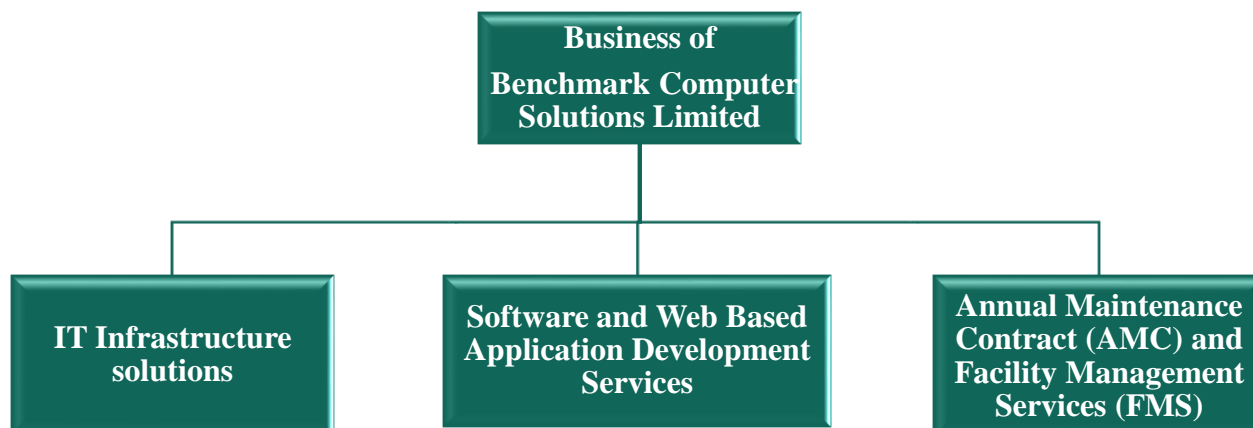 Business of
Benchmark Computer
Solutions Limited
IT Infrastructure
solutions
Software and Web Based
Application Development
Services
Annual Maintenance
Contract (AMC) and
Facility Management
Services (FMS)